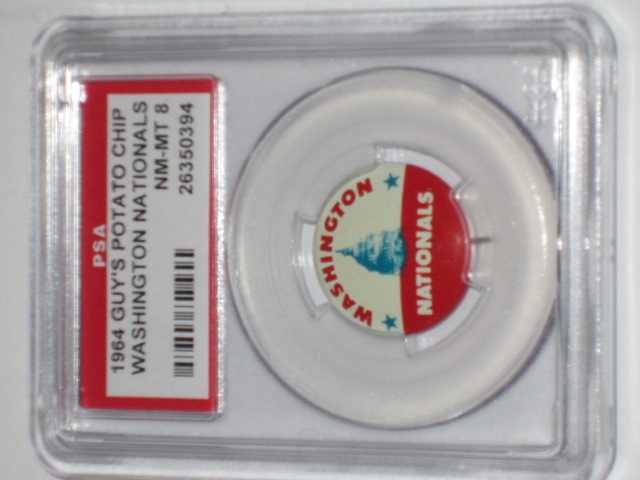 PSA
1964 GUY'S POTATO CHIP
WASHINGTON NATIONALS
NM-MT 8
26350394
WASHINGTON
NATIONALS